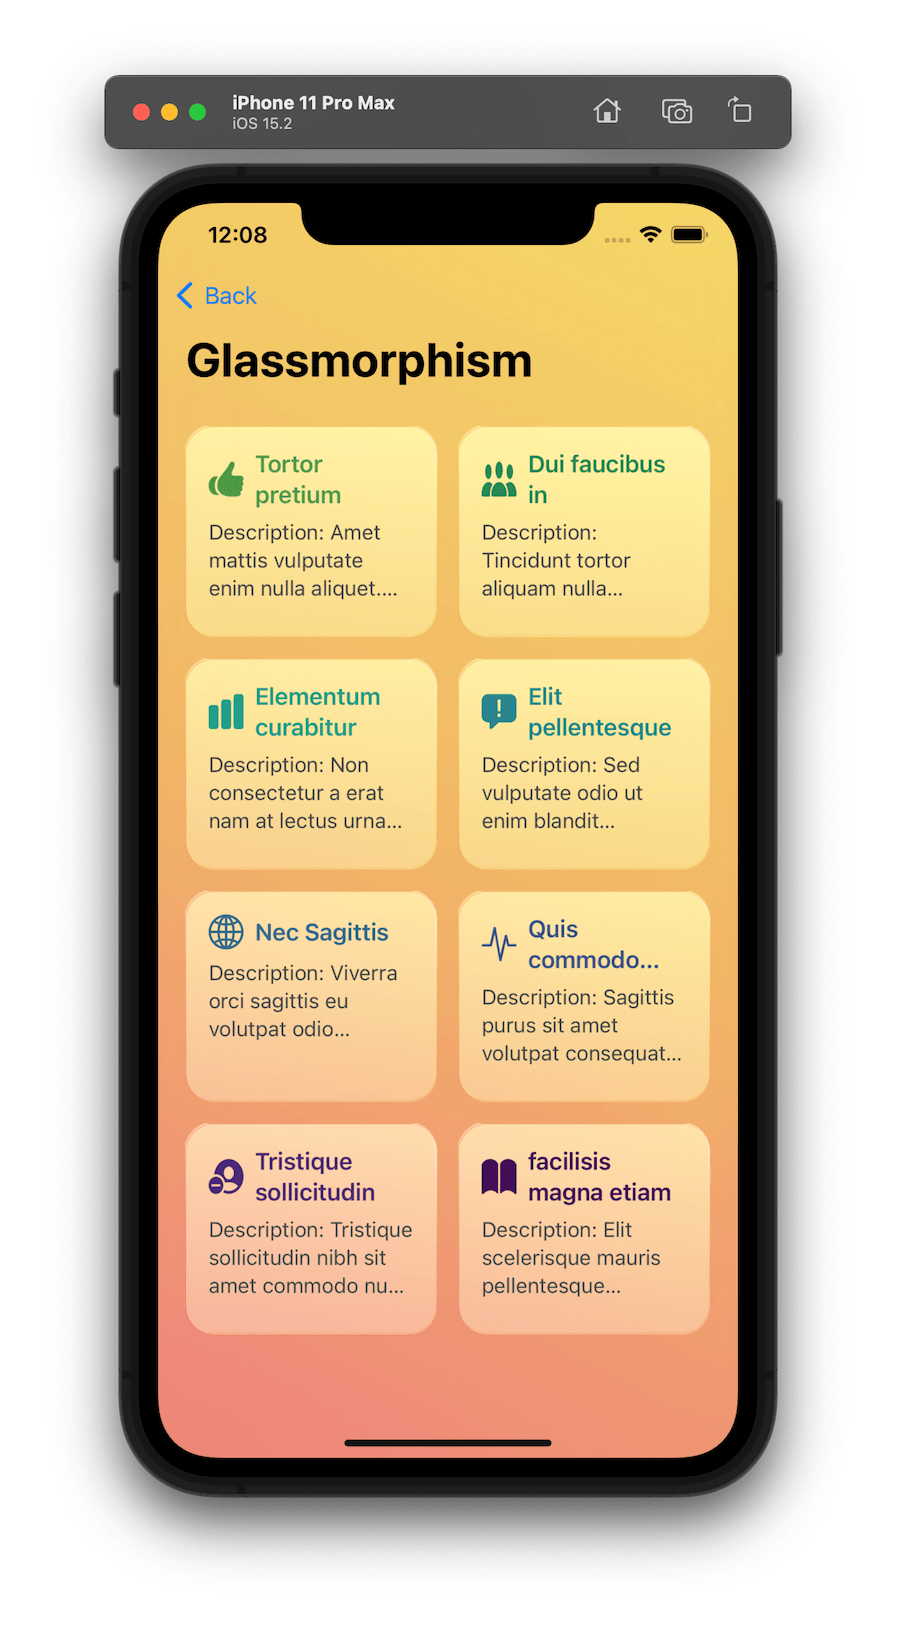 iPhone 11 Pro Max
iOS 15.2
12:08
Back
Glassmorphism
Tortor
pretium
Description: Amet
mattis vulputate
enim nulla aliquet....
Dui faucibus
in
Description:
Tincidunt tortor
aliquam nulla...
Elementum
curabitur
Description: Non
consectetur a erat
nam at lectus urna...
Elit
pellentesque
Description: Sed
vulputate odio ut
enim blandit...
Nec Sagittis
Description: Viverra
orci sagittis eu
volutpat odio...
Quis
commodo...
Description: Sagittis
purus sit amet
volutpat consequat...
Tristique
sollicitudin
Description: Tristique
sollicitudin nibh sit
amet commodo nu...
facilisis
magna etiam
Description: Elit
scelerisque mauris
pellentesque...